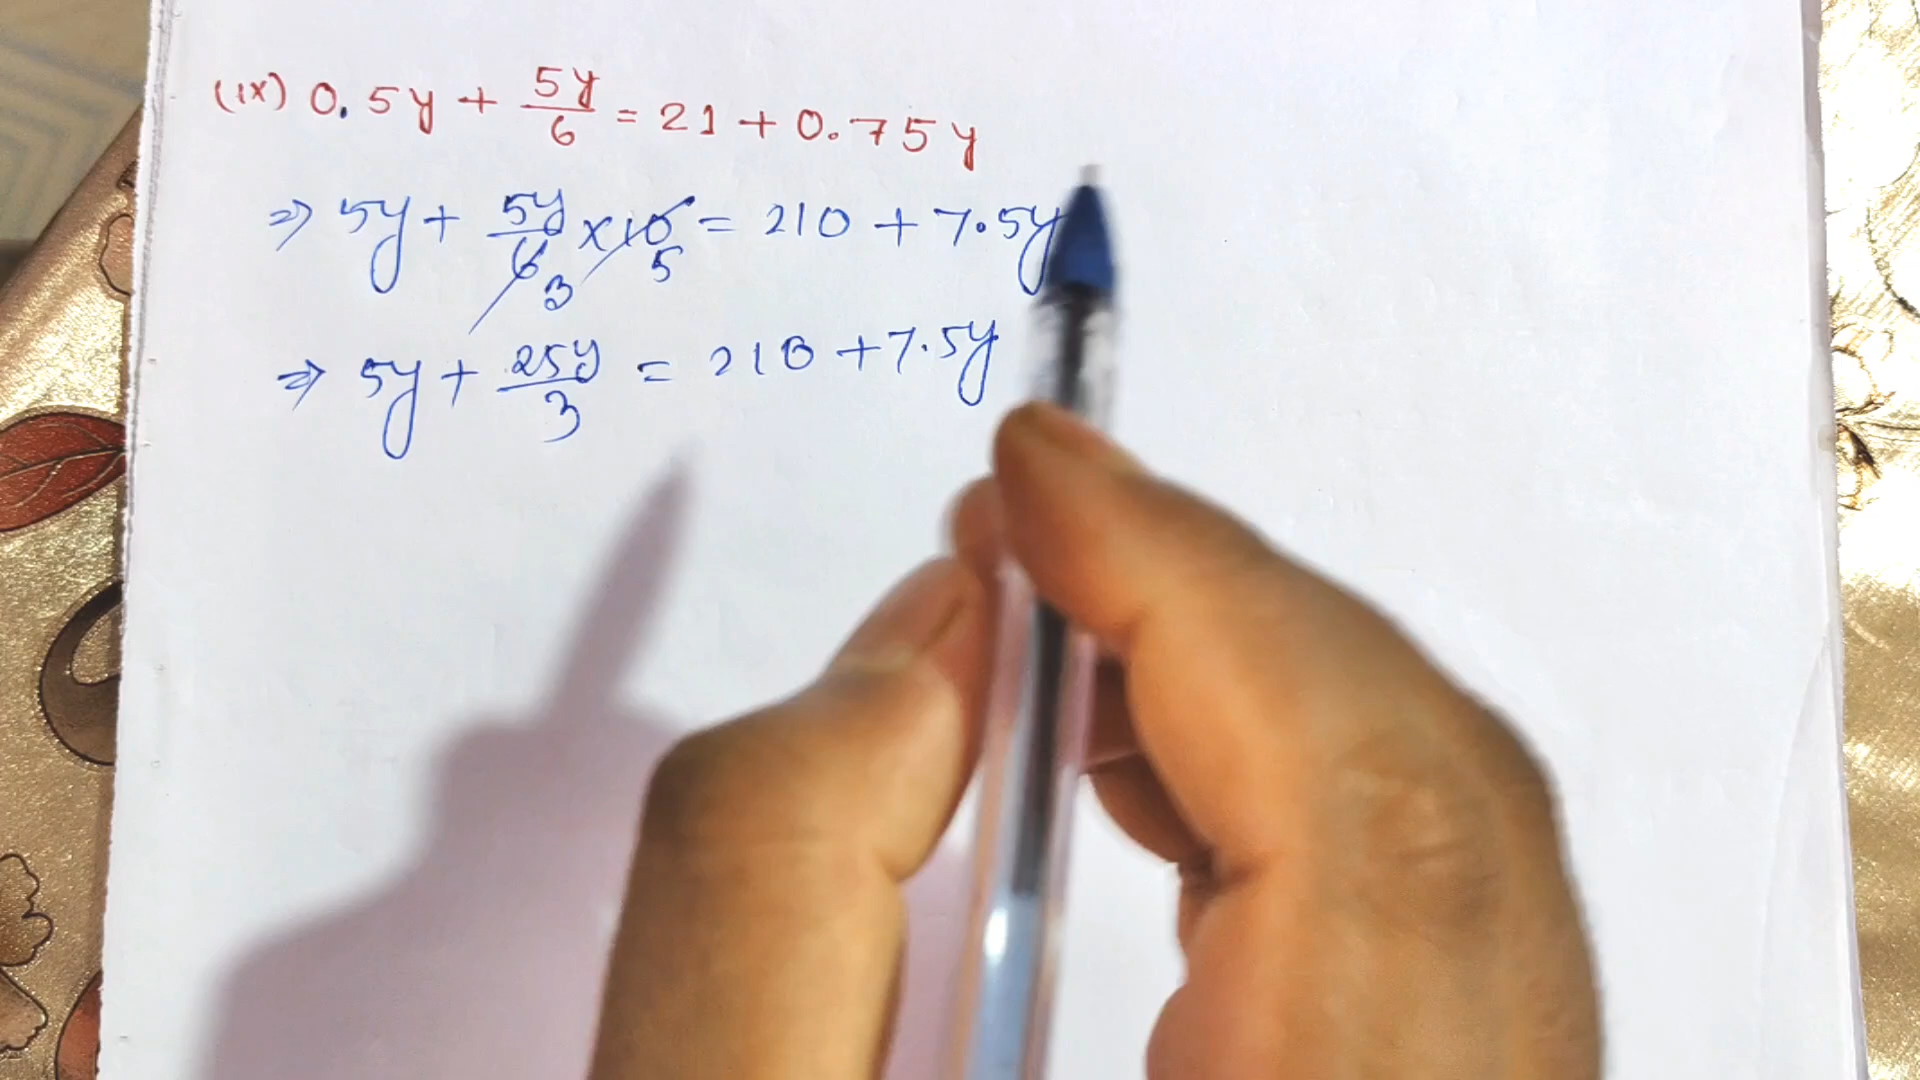 (ix) 0.5y + 5y/6 = 21 + 0.75y
⇒ 5y + 5y/6 3 × 10 5 = 210 + 7.5y
⇒ 5y + 25y/3 = 210 + 7.5y